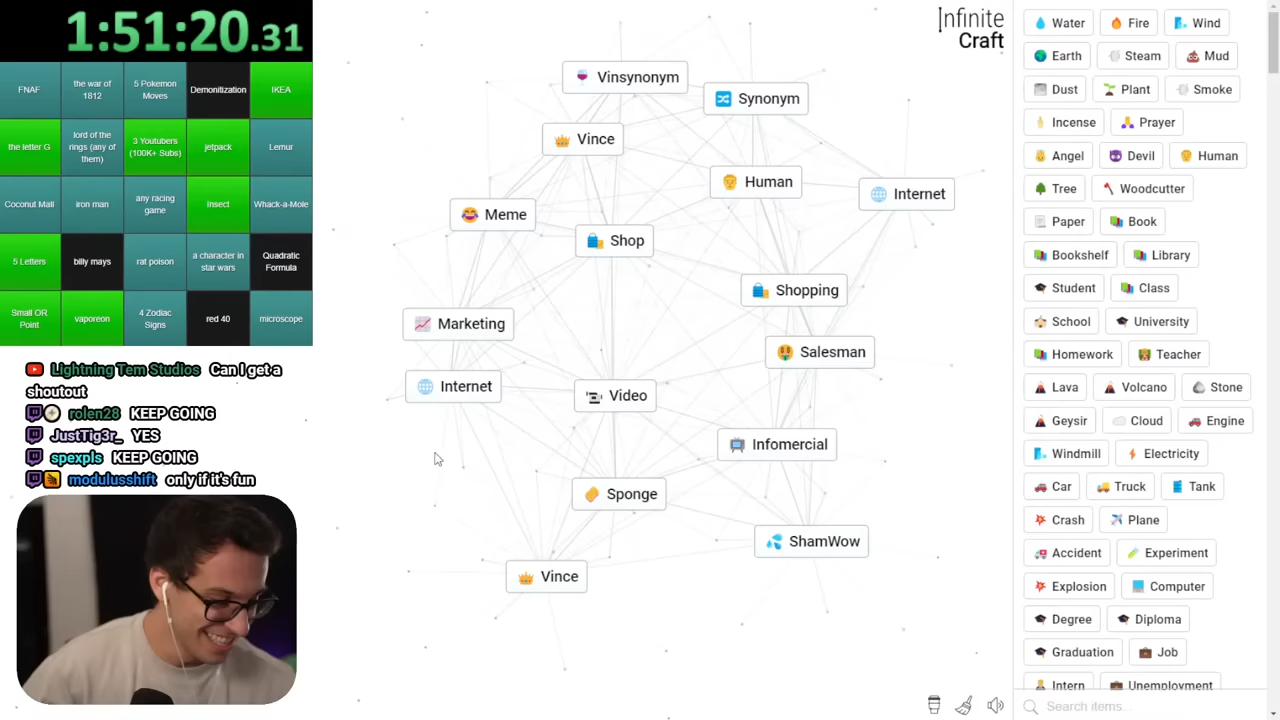 1:51:20.31
FNAF
the war of
1812
5 Pokemon
Moves
Demonitization
IKEA
the letter G
lord of the
rings (any of
them)
3 Youtubers
(100K+ Subs)
jetpack
Lemur
Coconut Mall
iron man
any racing
game
Insect
Whack-a-Mole
5 Letters
billy mays
rat poison
a character in
star wars
Quadratic
Formula
Small OR
Point
vaporeon
4 Zodiac
Signs
red 40
microscope
Lightning Tem Studios Can I get a
shoutout
rolen28 KEEP GOING
JustTig3r_ YES
spexpls KEEP GOING
modulusshift only if it's fun
Infinite
Craft
Vinsynonym
Synonym
Vince
Human
Internet
Meme
Shop
Shopping
Marketing
Salesman
Internet
Video
Infomercial
Sponge
ShamWow
Vince
Water Fire Wind
Earth Steam Mud
Dust Plant Smoke
Incense Prayer
Angel Devil Human
Tree Woodcutter
Paper Book
Bookshelf Library
Student Class
School University
Homework Teacher
Lava Volcano Stone
Geysir Cloud Engine
Windmill Electricity
Car Truck Tank
Crash Plane
Accident Experiment
Explosion Computer
Degree Diploma
Graduation Job
Intern Unemployment
Search items...